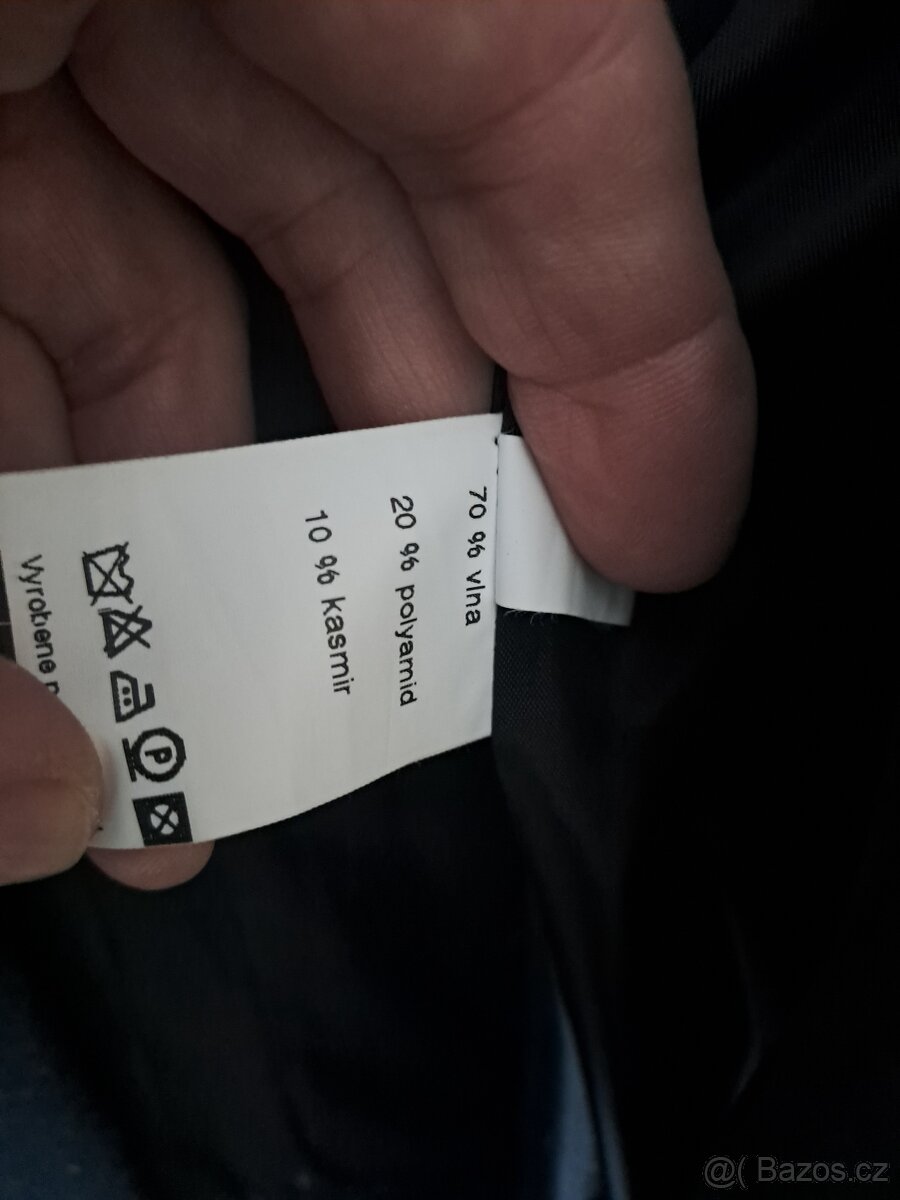 70 % vlna
20 % polyamid
10 % kasmir
P
Vyrobene
@( Bazos.cz